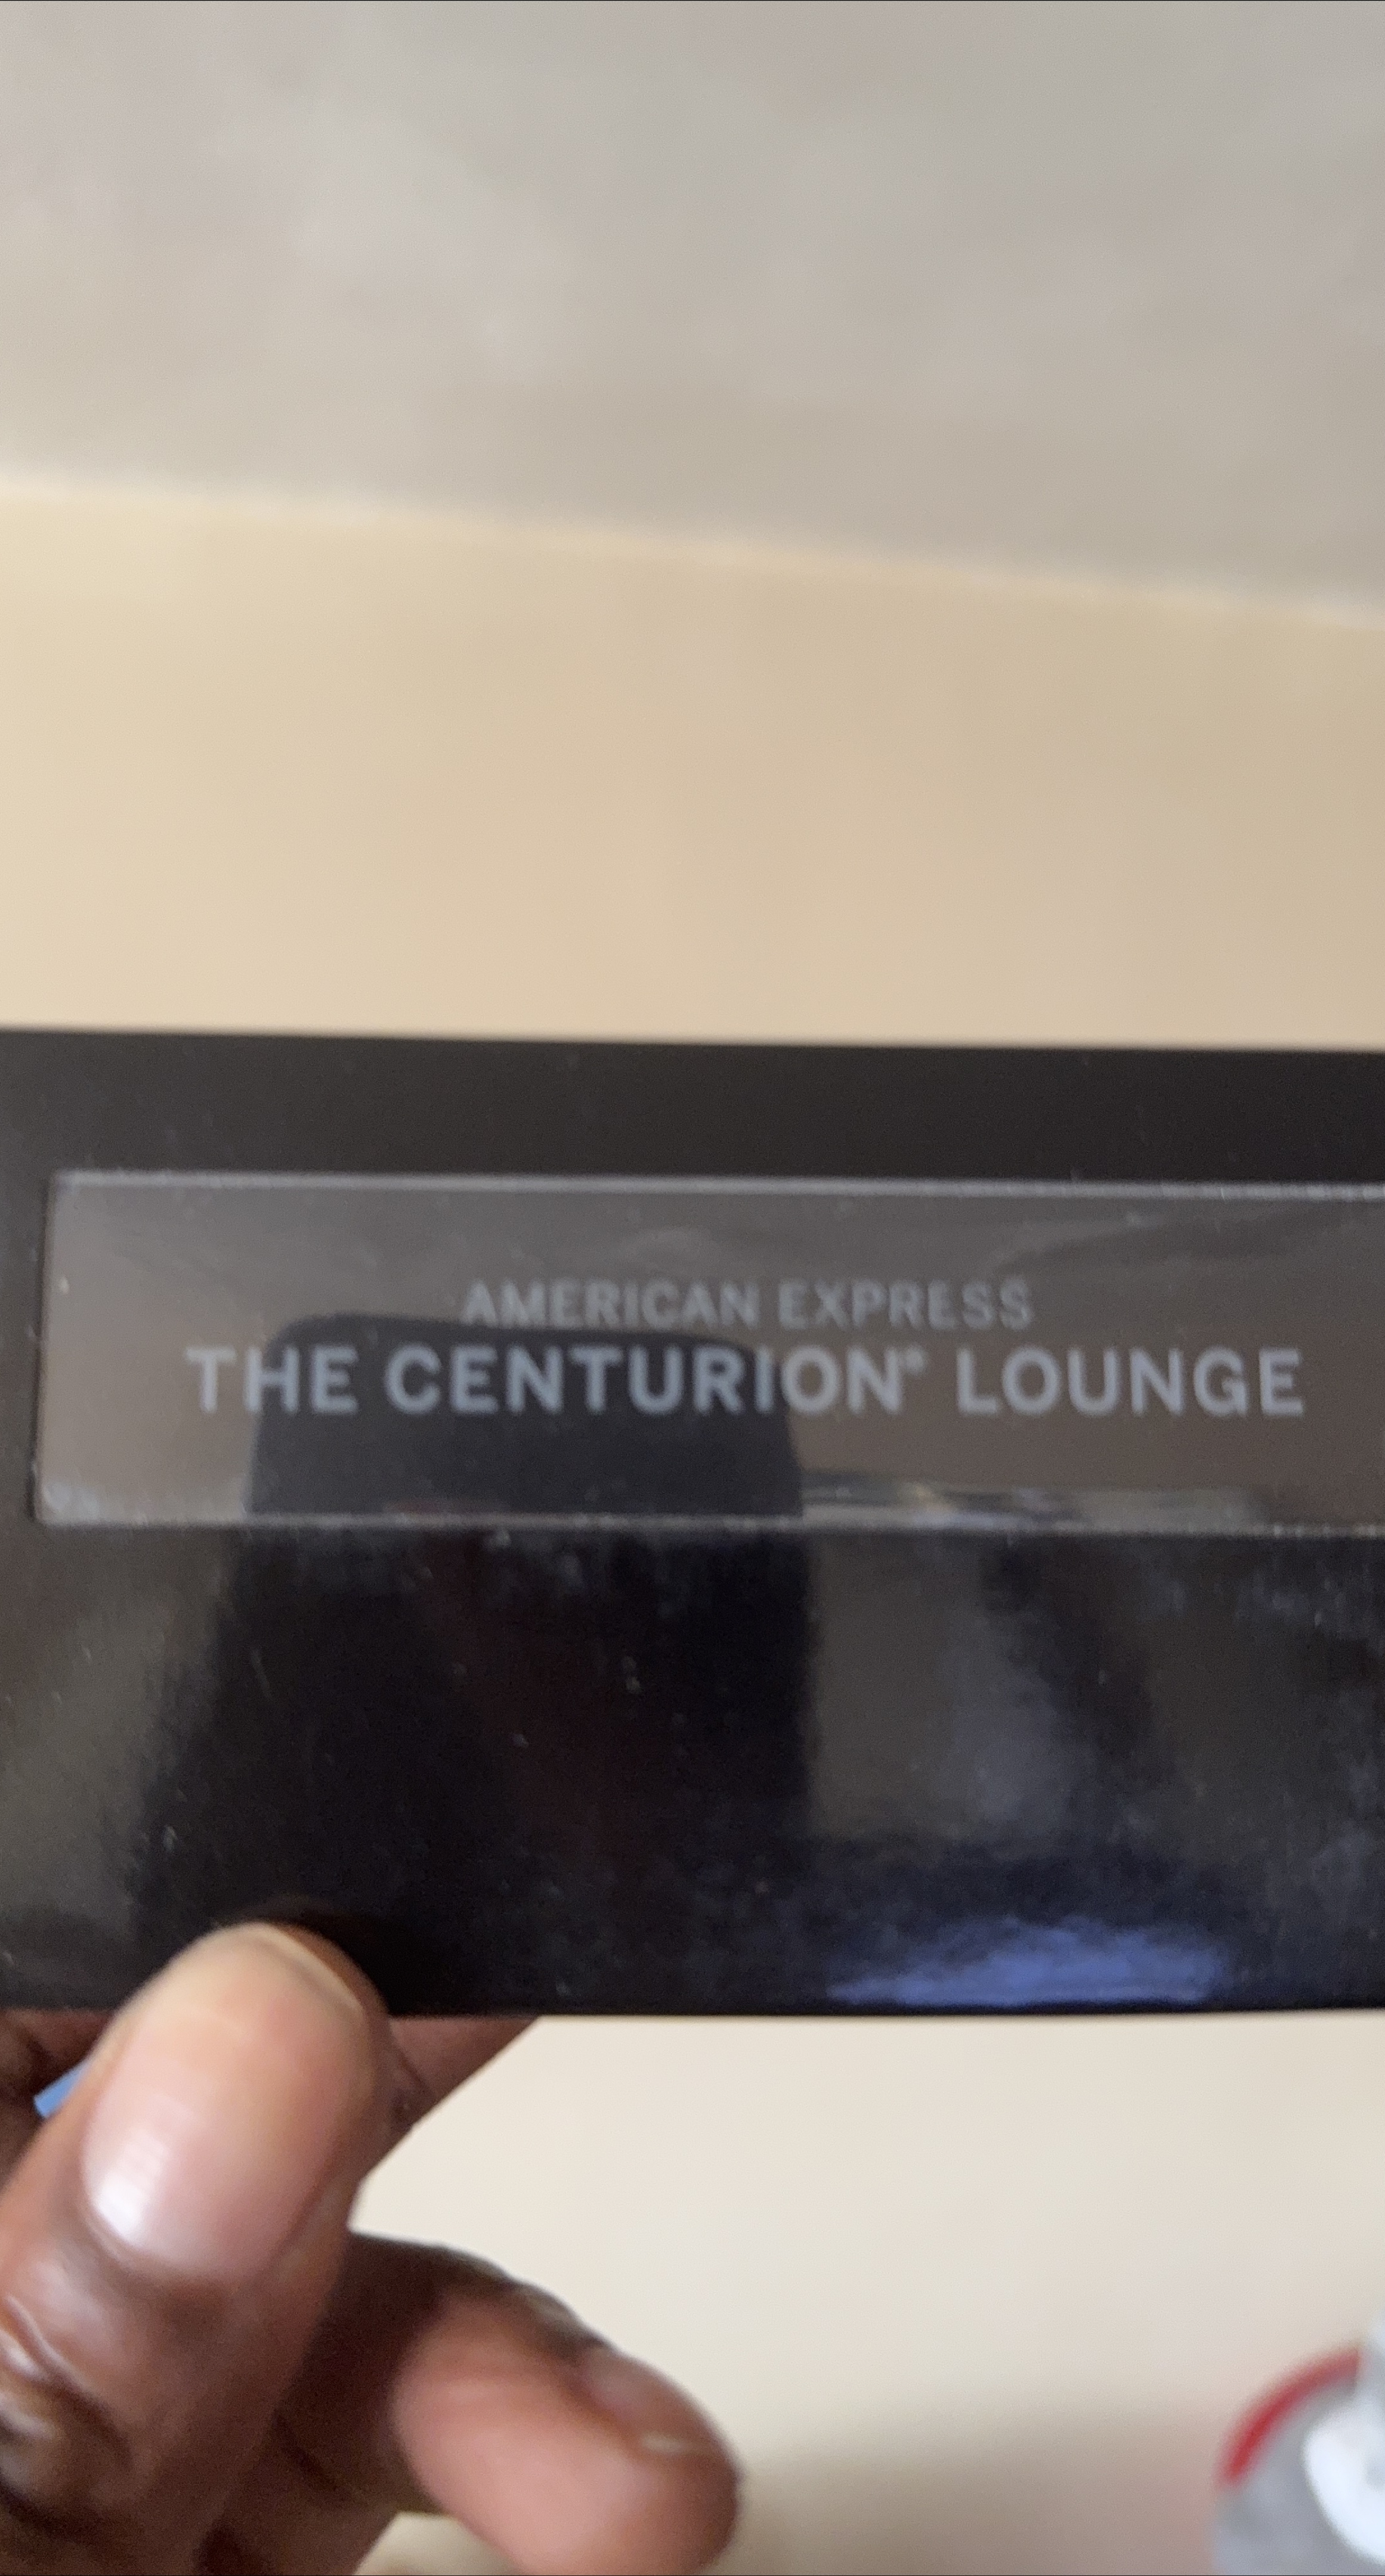 AMERICAN EXPRESS
THE CENTURION® LOUNGE